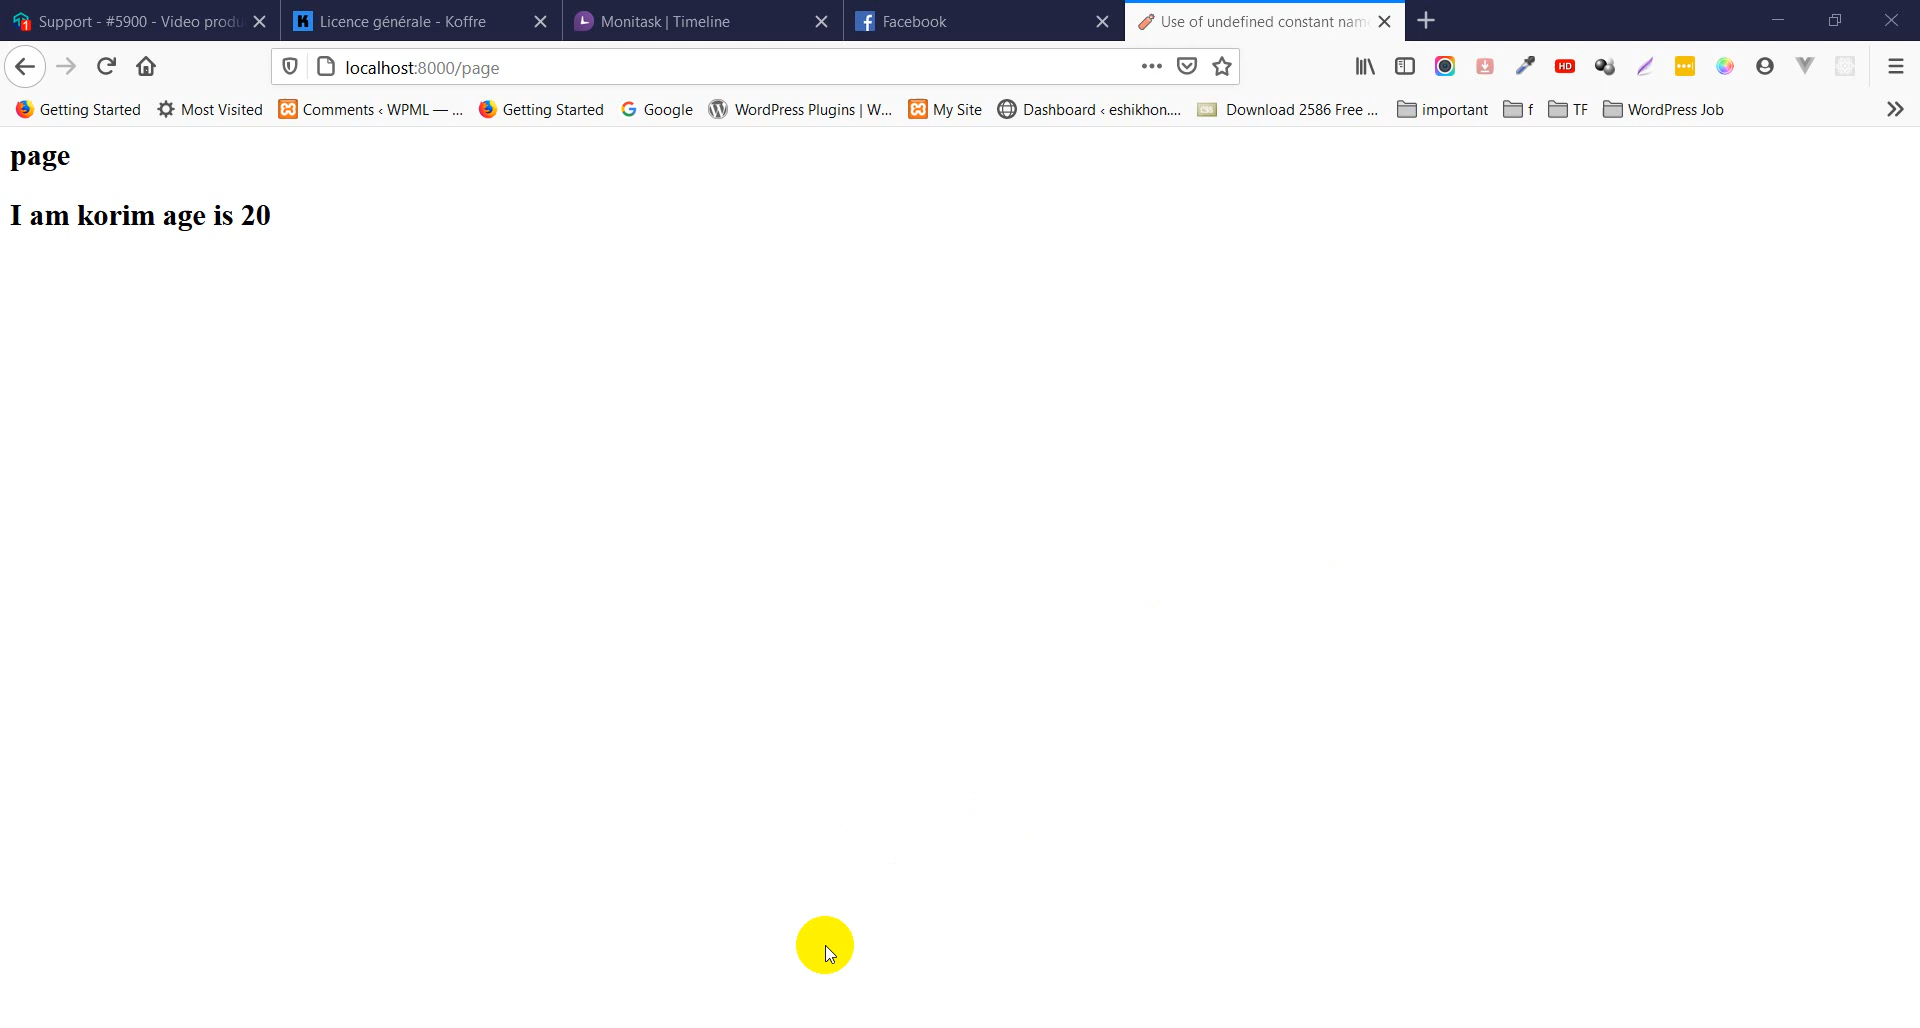 Support - #5900 - Video produ
Licence générale - Koffre
Monitask | Timeline
Facebook
Use of undefined constant nam
localhost:8000/page
HD
Getting Started
Most Visited
Comments ‹ WPML — ...
Getting Started
Google
WordPress Plugins | W...
My Site
Dashboard ‹ eshikhon....
CSS
Download 2586 Free ...
important
f
TF
WordPress Job
page
I am korim age is 20